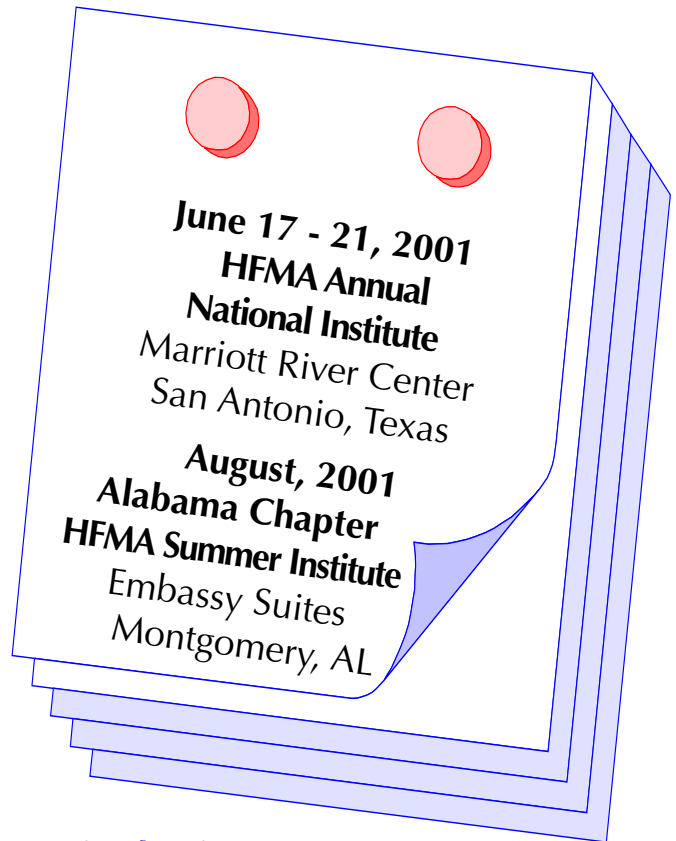 June 17 - 21, 2001
HFMA Annual
National Institute
Marriott River Center
San Antonio, Texas
August, 2001
Alabama Chapter
HFMA Summer Institute
Embassy Suites
Montgomery, AL